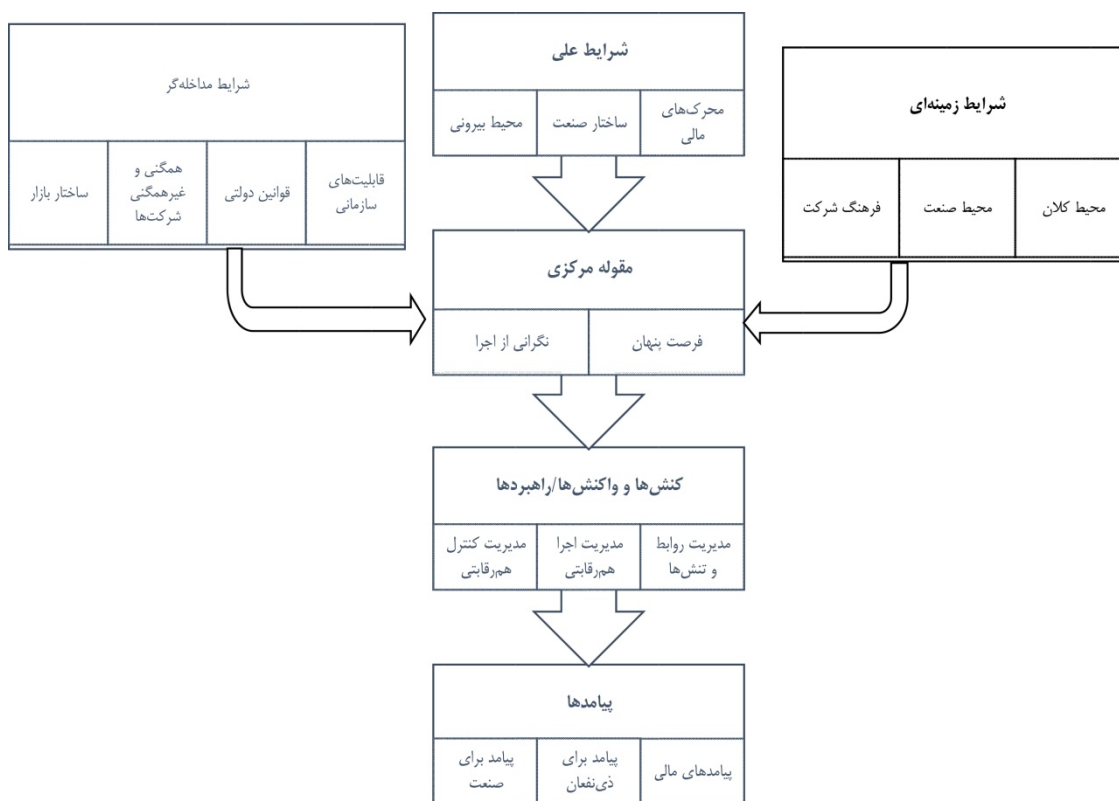 شرایط علی
محرک‌های
مالی
ساختار صنعت
محیط بیرونی
شرایط زمینه‌ای
محیط کلان
محیط صنعت
فرهنگ شرکت
شرایط مداخله‌گر
قابلیت‌های
سازمانی
قوانین دولتی
همگنی و
غیرهمگنی
شرکت‌ها
ساختار بازار
مقوله مرکزی
فرصت پنهان
نگرانی از اجرا
کنش‌ها و واکنش‌ها/راهبردها
مدیریت روابط
و تنش‌ها
مدیریت اجرا
هم‌رقابتی
مدیریت کنترل
هم‌رقابتی
پیامدها
پیامدهای مالی
پیامد برای
ذی‌نفعان
پیامد برای
صنعت